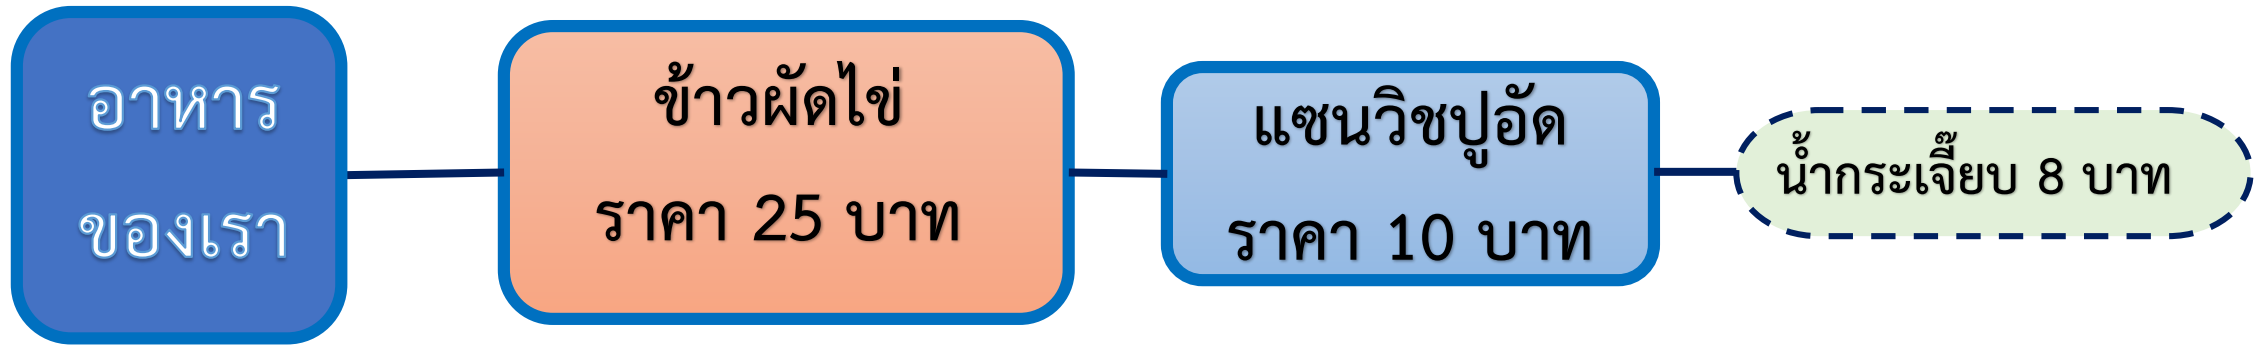 อาหาร
ของเรา
ข้าวผัดไข่
ราคา 25 บาท
แซนวิชปูอัด
ราคา 10 บาท
น้ำกระเจี๊ยบ 8 บาท